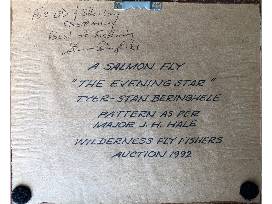 A SALMON FLY
"THE EVENING STAR"
TYER-STAN BERINGHELE
PATTERN AS PER
MAJOR J.H. HALE
WILDERNESS FLY FISHERS
AUCTION 1992